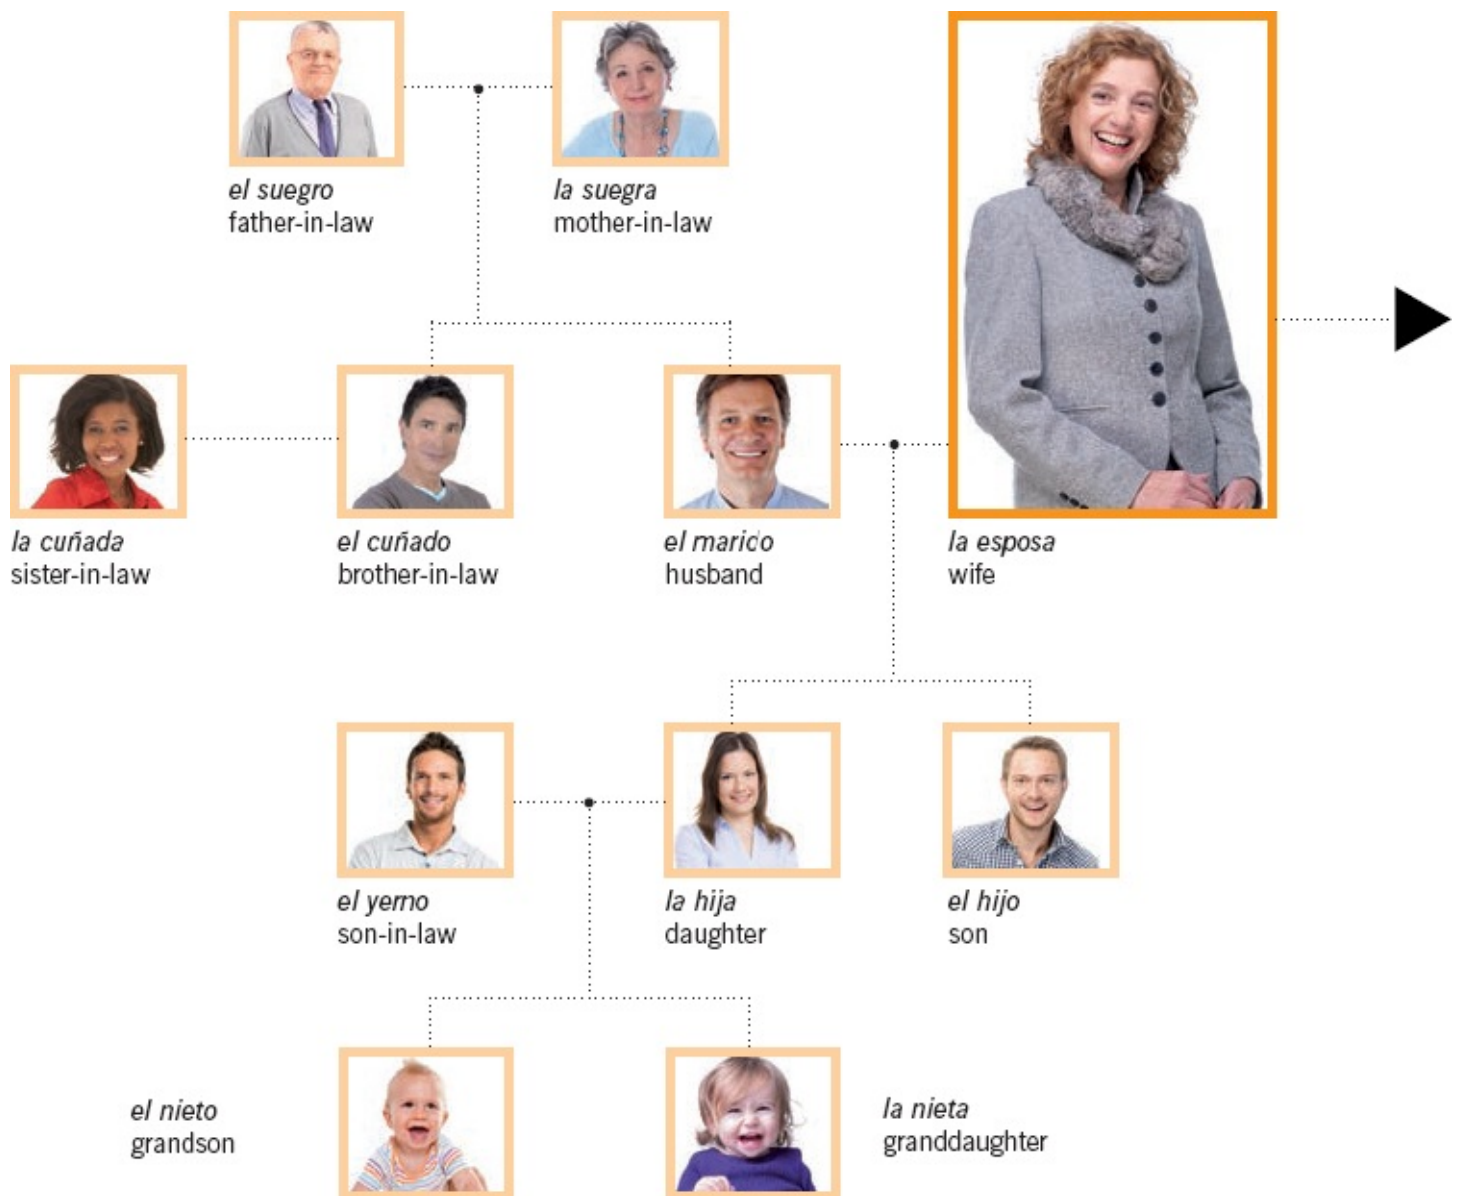 el suegro
father-in-law
la suegra
mother-in-law
la cuñada
sister-in-law
el cuñado
brother-in-law
el marido
husband
la esposa
wife
el yerno
son-in-law
la hija
daughter
el hijo
son
el nieto
grandson
la nieta
granddaughter